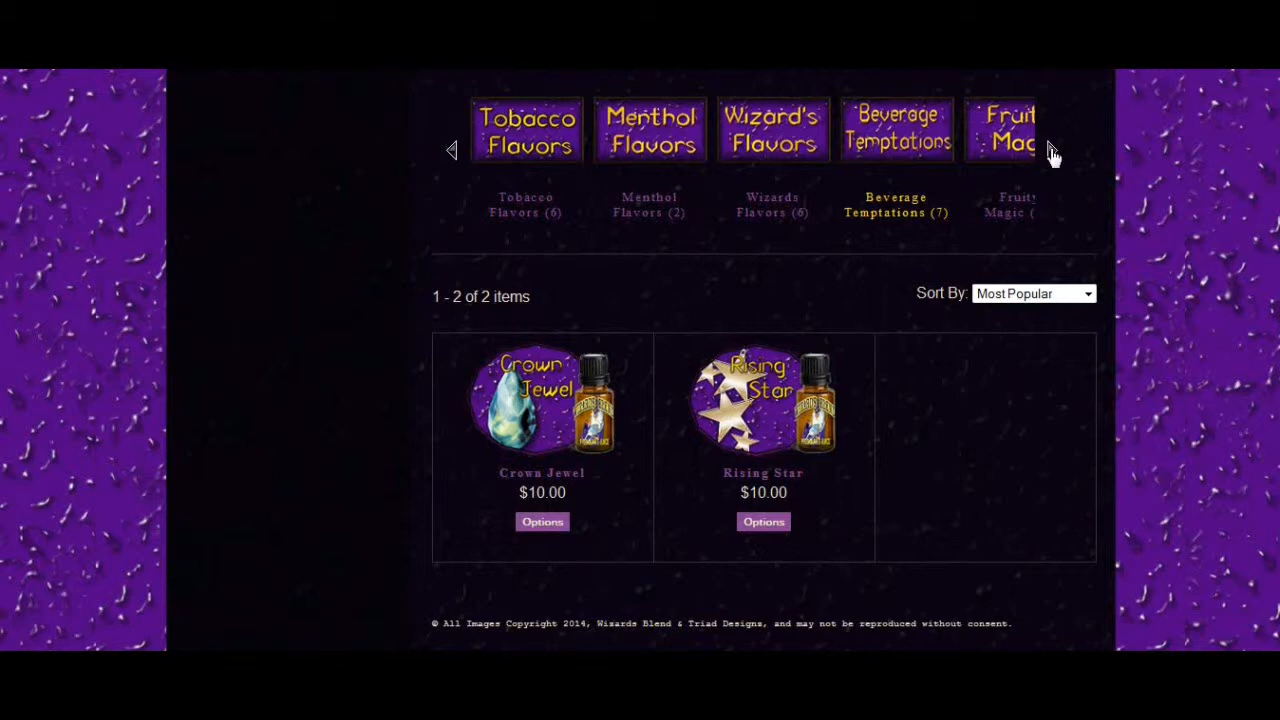 Tobacco Flavors
Menthol Flavors
Wizard's Flavors
Beverage Temptations
Fruit
Tobacco Flavors (6)
Menthol Flavors (2)
Wizards Flavors (6)
Beverage Temptations (7)
Fruity Magic (
1 - 2 of 2 items
Sort By: Most Popular
Crown Jewel
Rising Star
Crown Jewel
Rising Star
$10.00
$10.00
Options
Options
© All Images Copyright 2014, Wizards Blend & Triad Designs, and may not be reproduced without consent.